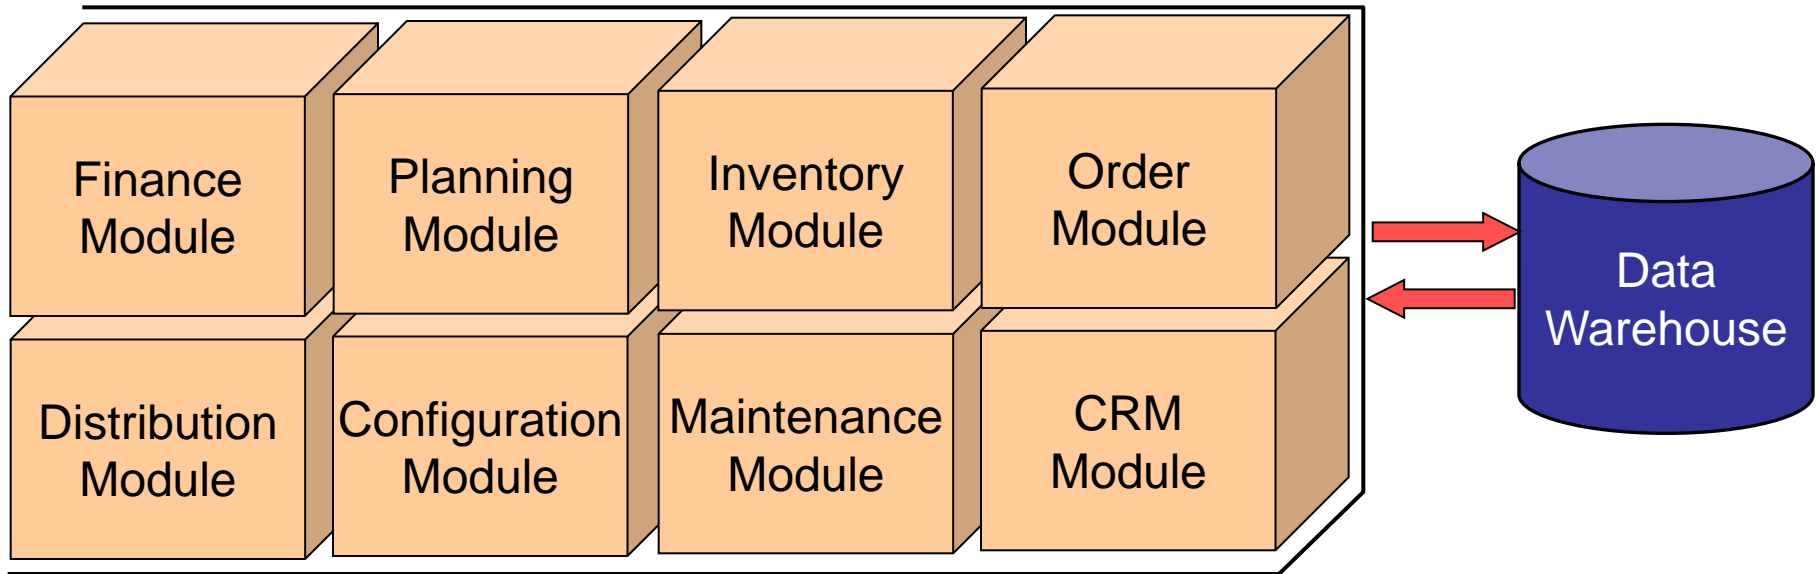 Finance
Module
Planning
Module
Inventory
Module
Order
Module
Distribution
Module
Configuration
Module
Maintenance
Module
CRM
Module
Data
Warehouse